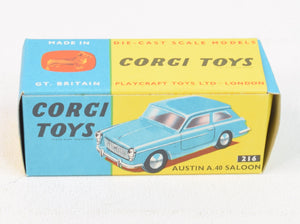 MADE IN
GT. BRITAIN
DIE-CAST SCALE MODELS
CORGI TOYS
PLAYCRAFT TOYS LTD - LONDON
CORGI
TOYS
216
AUSTIN A.40 SALOON